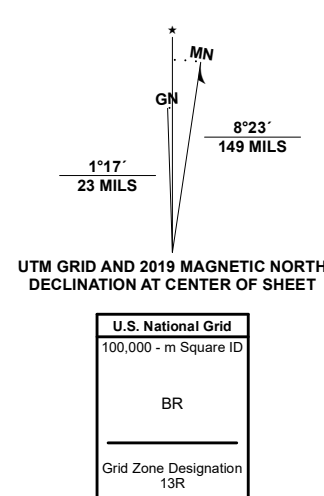 ★
MN
GN
8°23´
149 MILS
1°17´
23 MILS
UTM GRID AND 2019 MAGNETIC NORTH
DECLINATION AT CENTER OF SHEET
U.S. National Grid
100,000 - m Square ID
BR
Grid Zone Designation
13R